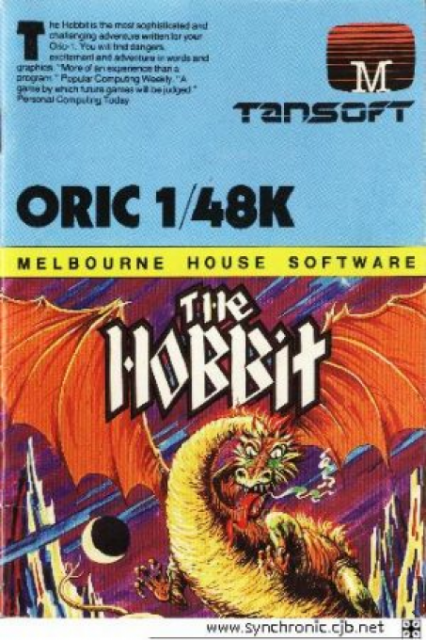 The Hobbit is the most sophisticated and
challenging adventure written for your
Oric-1. You will find dangers,
excitement and adventure in words and
graphics. "More of an experience than a
program." Popular Computing Weekly. "A
game by which future games will be judged."
Personal Computing Today
M
TANSOFT
ORIC 1/48K
MELBOURNE HOUSE SOFTWARE
THE
HOBBIT
www.synchronic.cjb.net